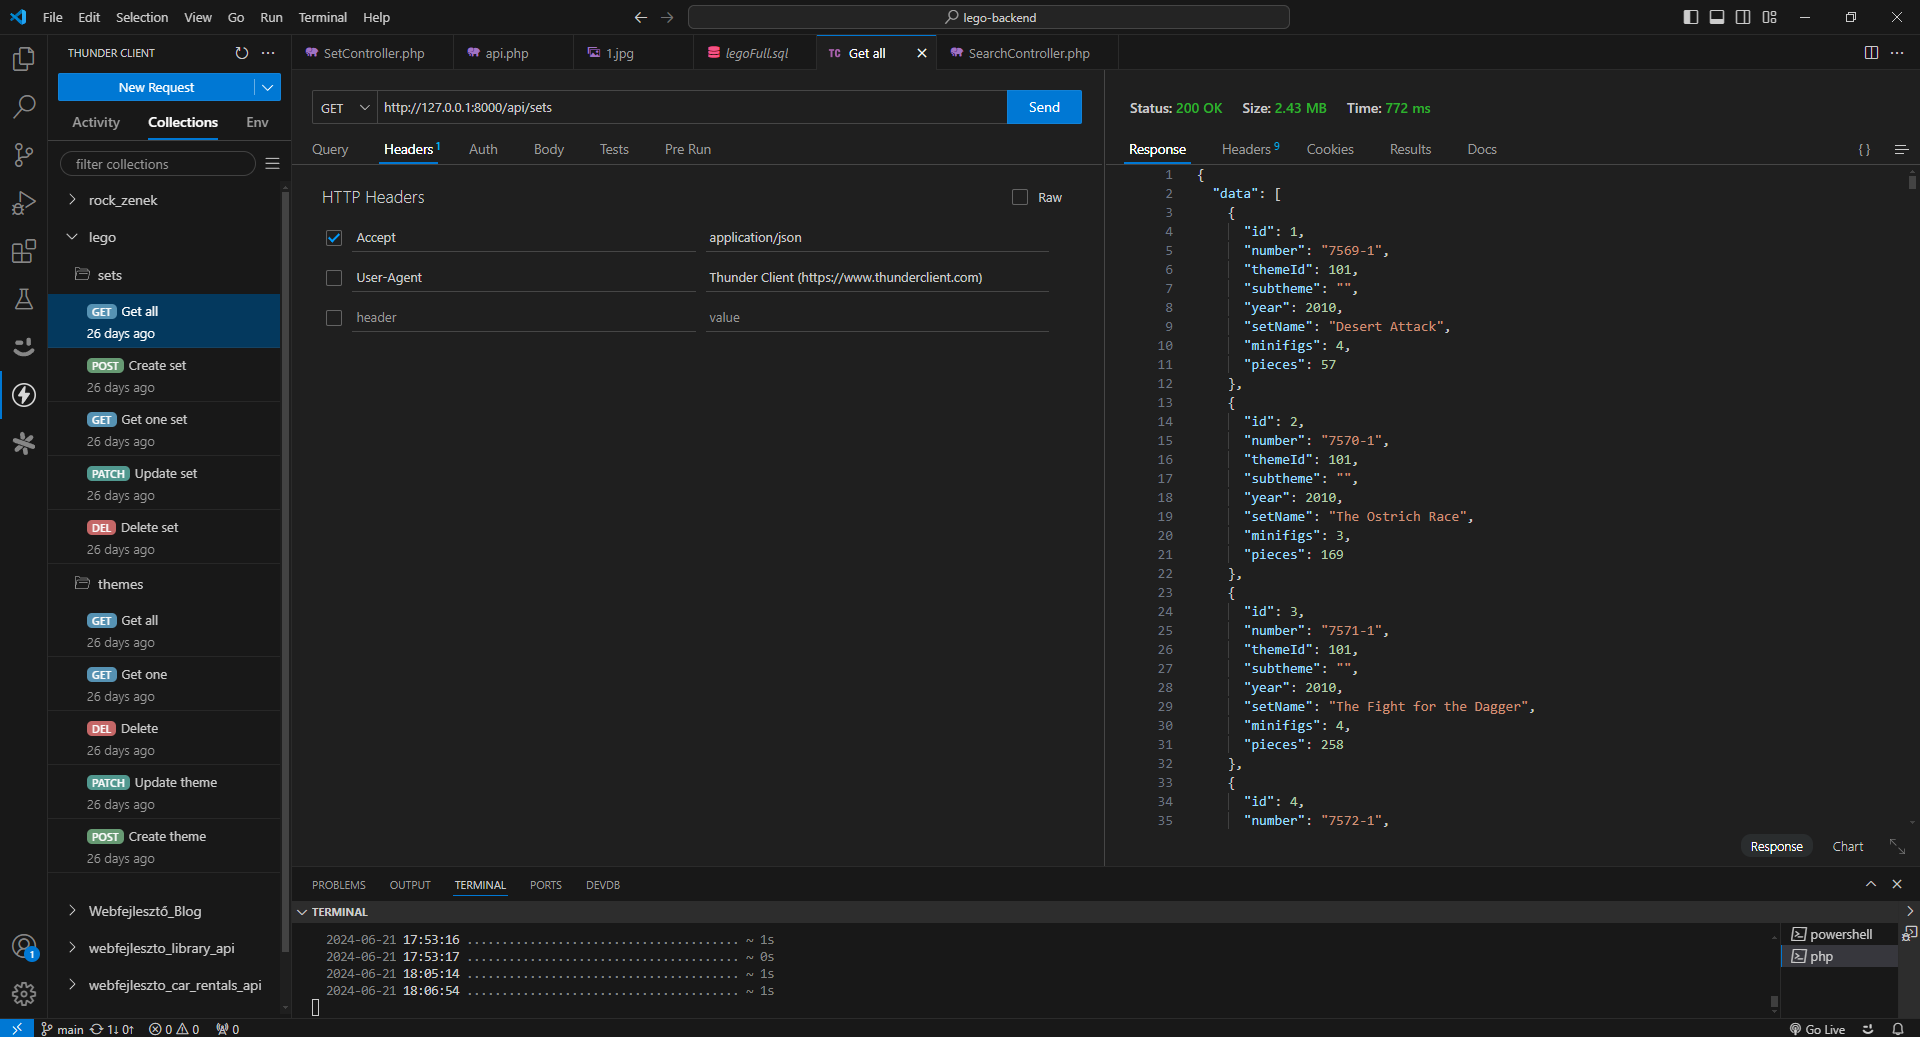 File Edit Selection View Go Run Terminal Help
lego-backend
THUNDER CLIENT
New Request
Activity Collections Env
filter collections
rock_zenek
lego
sets
GET Get all
26 days ago
POST Create set
26 days ago
GET Get one set
26 days ago
PATCH Update set
26 days ago
DEL Delete set
26 days ago
themes
GET Get all
26 days ago
GET Get one
26 days ago
DEL Delete
26 days ago
PATCH Update theme
26 days ago
POST Create theme
26 days ago
Webfejlesztő_Blog
webfejleszto_library_api
webfejleszto_car_rentals_api
SetController.php api.php 1.jpg legoFull.sql TC Get all SearchController.php
GET http://127.0.0.1:8000/api/sets Send
Query Headers 1 Auth Body Tests Pre Run
HTTP Headers Raw
Accept application/json
User-Agent Thunder Client (https://www.thunderclient.com)
header value
Status: 200 OK Size: 2.43 MB Time: 772 ms
Response Headers 9 Cookies Results Docs { }
1 {
2 "data": [
3 {
4 "id": 1,
5 "number": "7569-1",
6 "themeId": 101,
7 "subtheme": "",
8 "year": 2010,
9 "setName": "Desert Attack",
10 "minifigs": 4,
11 "pieces": 57
12 },
13 {
14 "id": 2,
15 "number": "7570-1",
16 "themeId": 101,
17 "subtheme": "",
18 "year": 2010,
19 "setName": "The Ostrich Race",
20 "minifigs": 3,
21 "pieces": 169
22 },
23 {
24 "id": 3,
25 "number": "7571-1",
26 "themeId": 101,
27 "subtheme": "",
28 "year": 2010,
29 "setName": "The Fight for the Dagger",
30 "minifigs": 4,
31 "pieces": 258
32 },
33 {
34 "id": 4,
35 "number": "7572-1",
Response Chart
PROBLEMS OUTPUT TERMINAL PORTS DEVDB
TERMINAL
2024-06-21 17:53:16 ................................... ~ 1s
2024-06-21 17:53:17 ................................... ~ 0s
2024-06-21 18:05:14 ................................... ~ 1s
2024-06-21 18:06:54 ................................... ~ 1s
powershell
php
1
main 1↓ 0↑ 0 0 0 Go Live